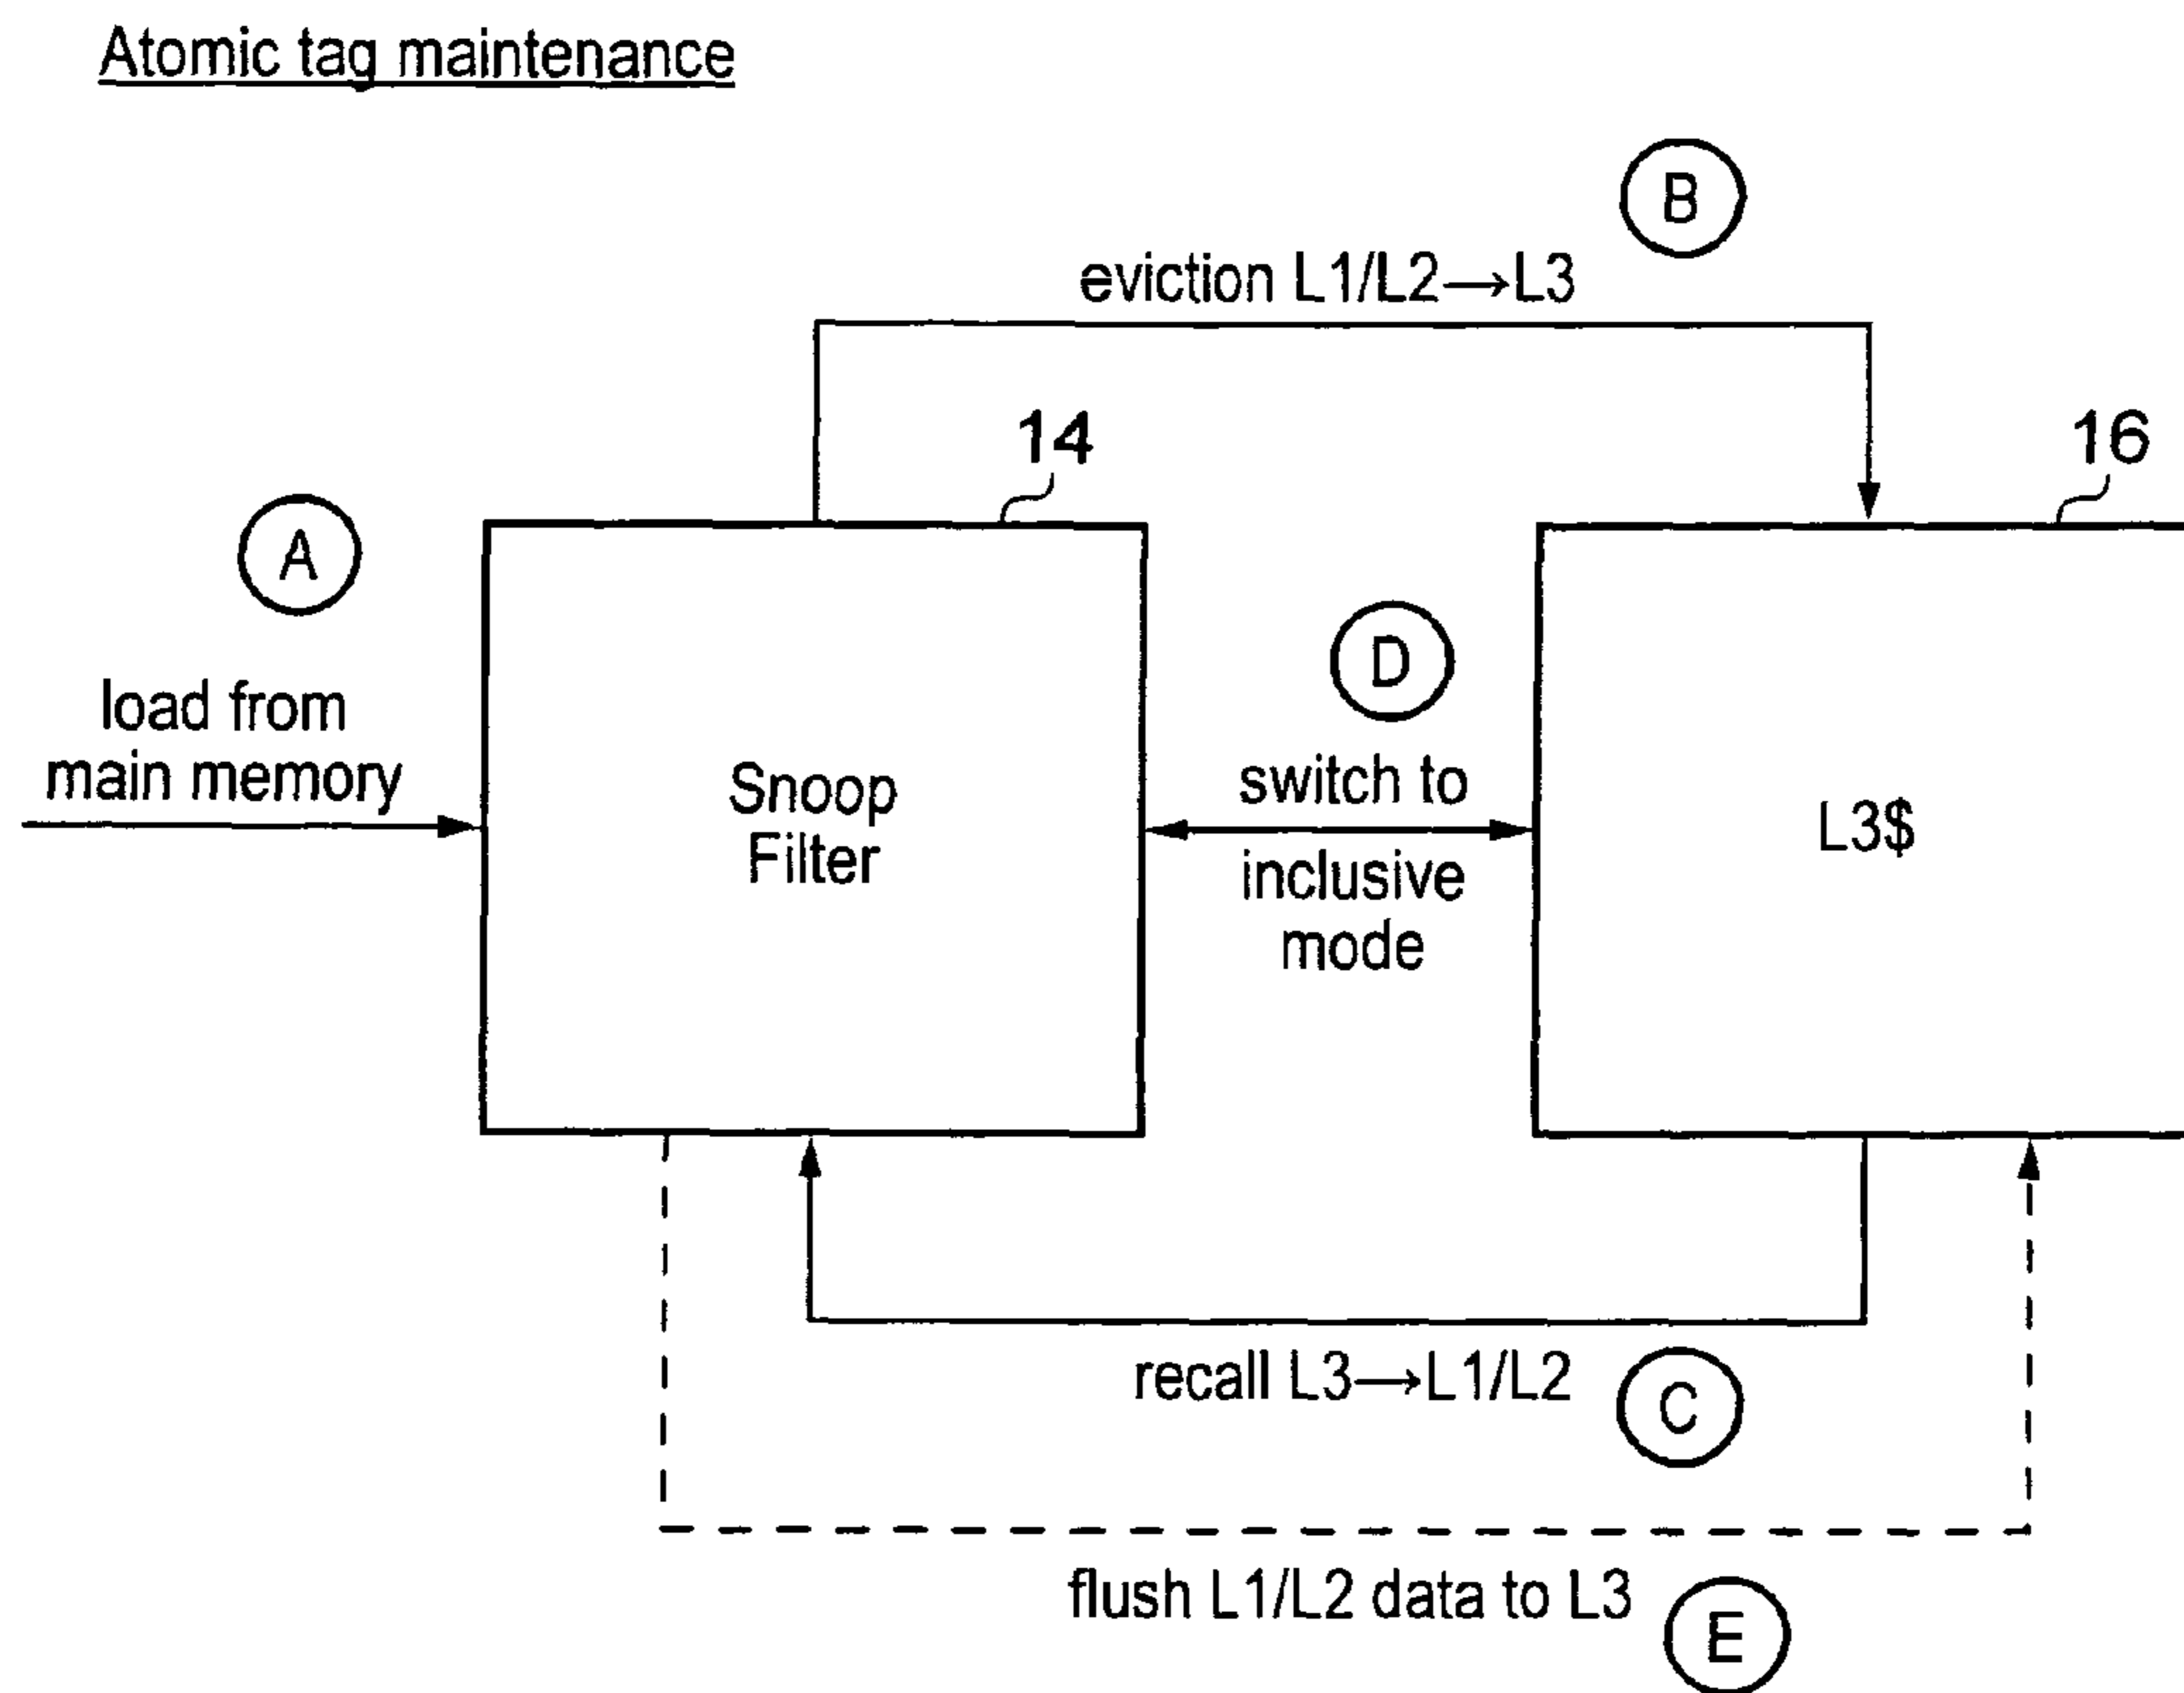 Atomic tag maintenance
B
eviction L1/L2→L3
14
16
A
D
load from
main memory
switch to
inclusive
mode
Snoop
Filter
L3$
recall L3→L1/L2
C
flush L1/L2 data to L3
E